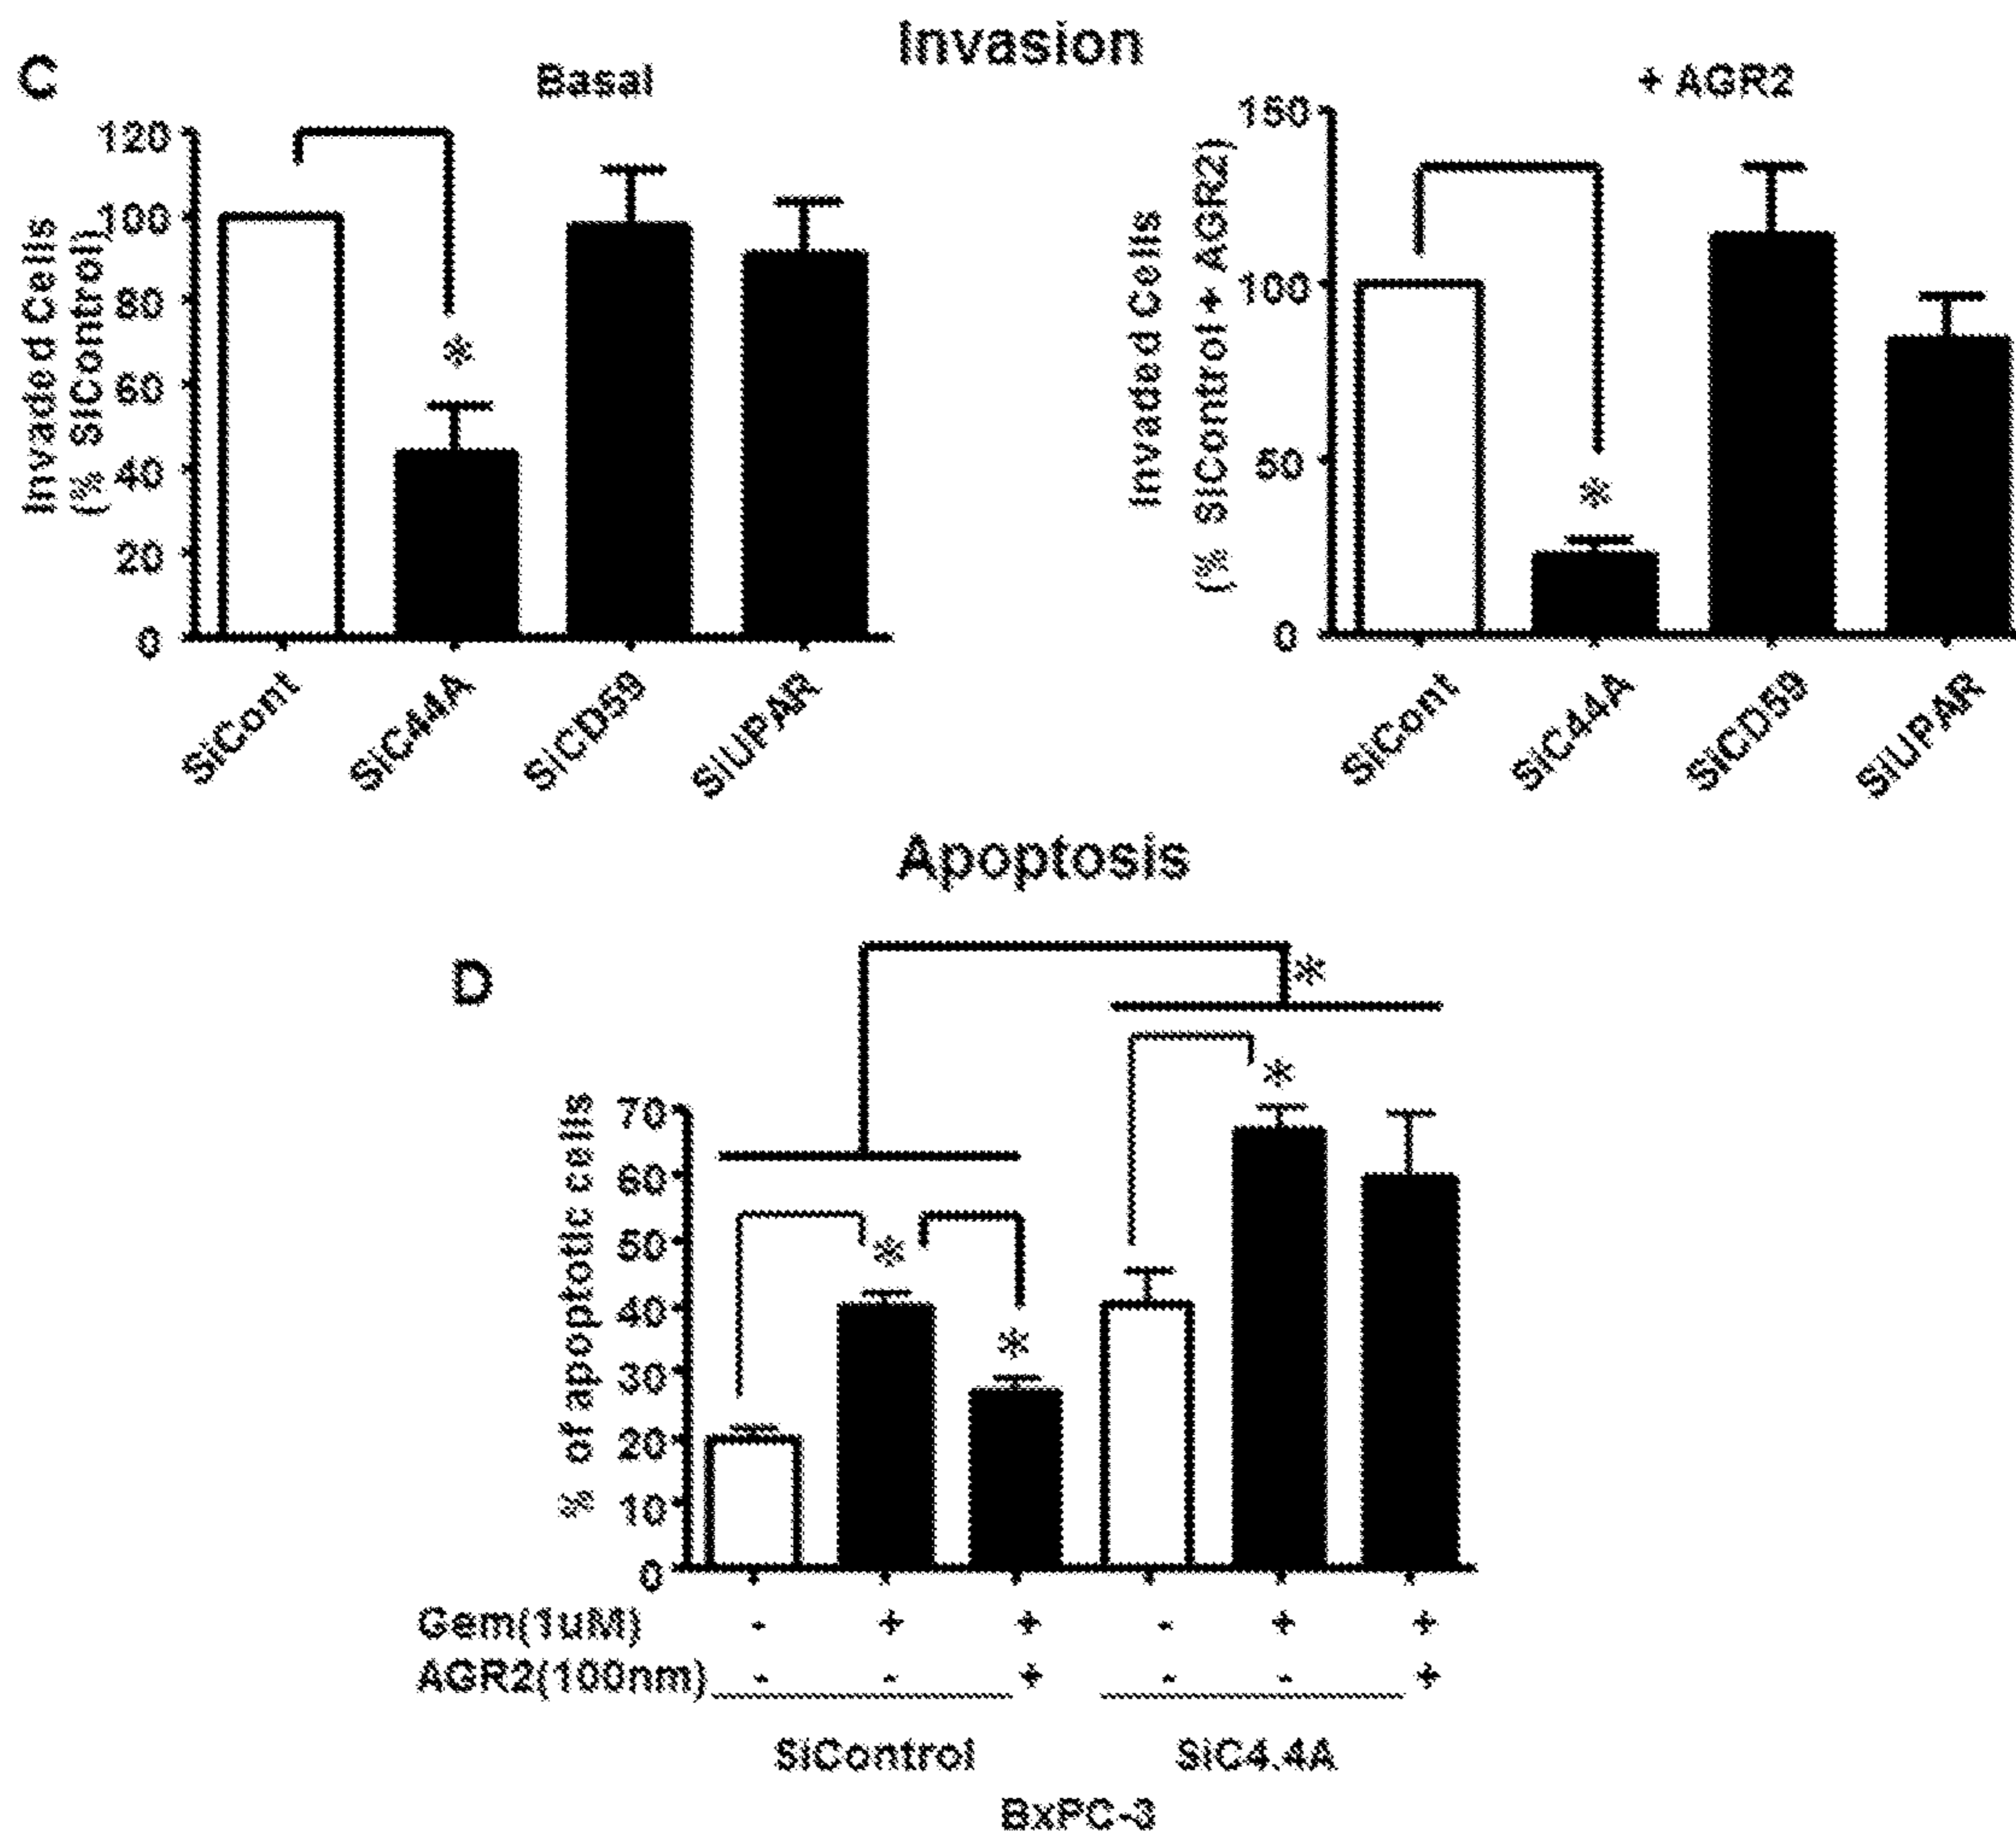 Invasion
C
Basal
+ AGR2
Invaded Cells
(% SiControl)
120
100
80
60
40
20
0
*
SiCont
SiC44A
SiCD59
SiUPAR
Invaded Cells
(% SiControl + AGR2)
150
100
50
0
*
SiCont
SiC44A
SiCD59
SiUPAR
Apoptosis
D
% of apoptotic cells
70
60
50
40
30
20
10
0
*
*
*
*
Gem(1uM) - + + - + +
AGR2(100nm) - - + - - +
SiControl SiC4.4A
BxPC-3